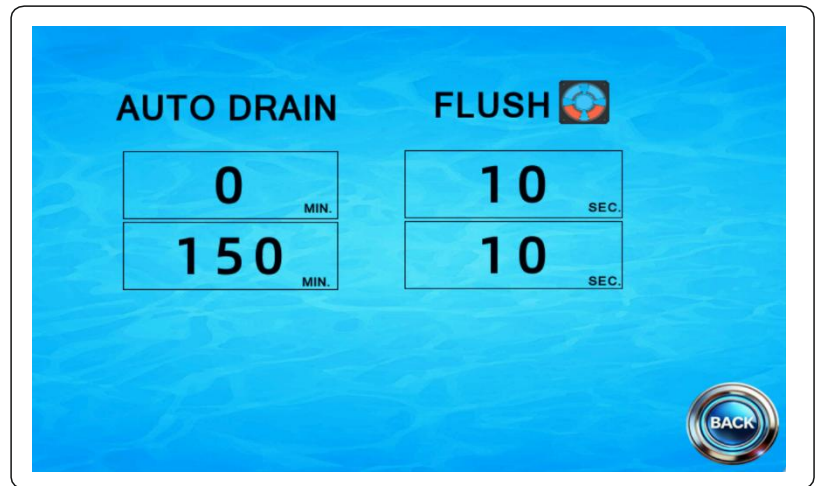 AUTO DRAIN
FLUSH
0 MIN.
10 SEC.
150 MIN.
10 SEC.
BACK